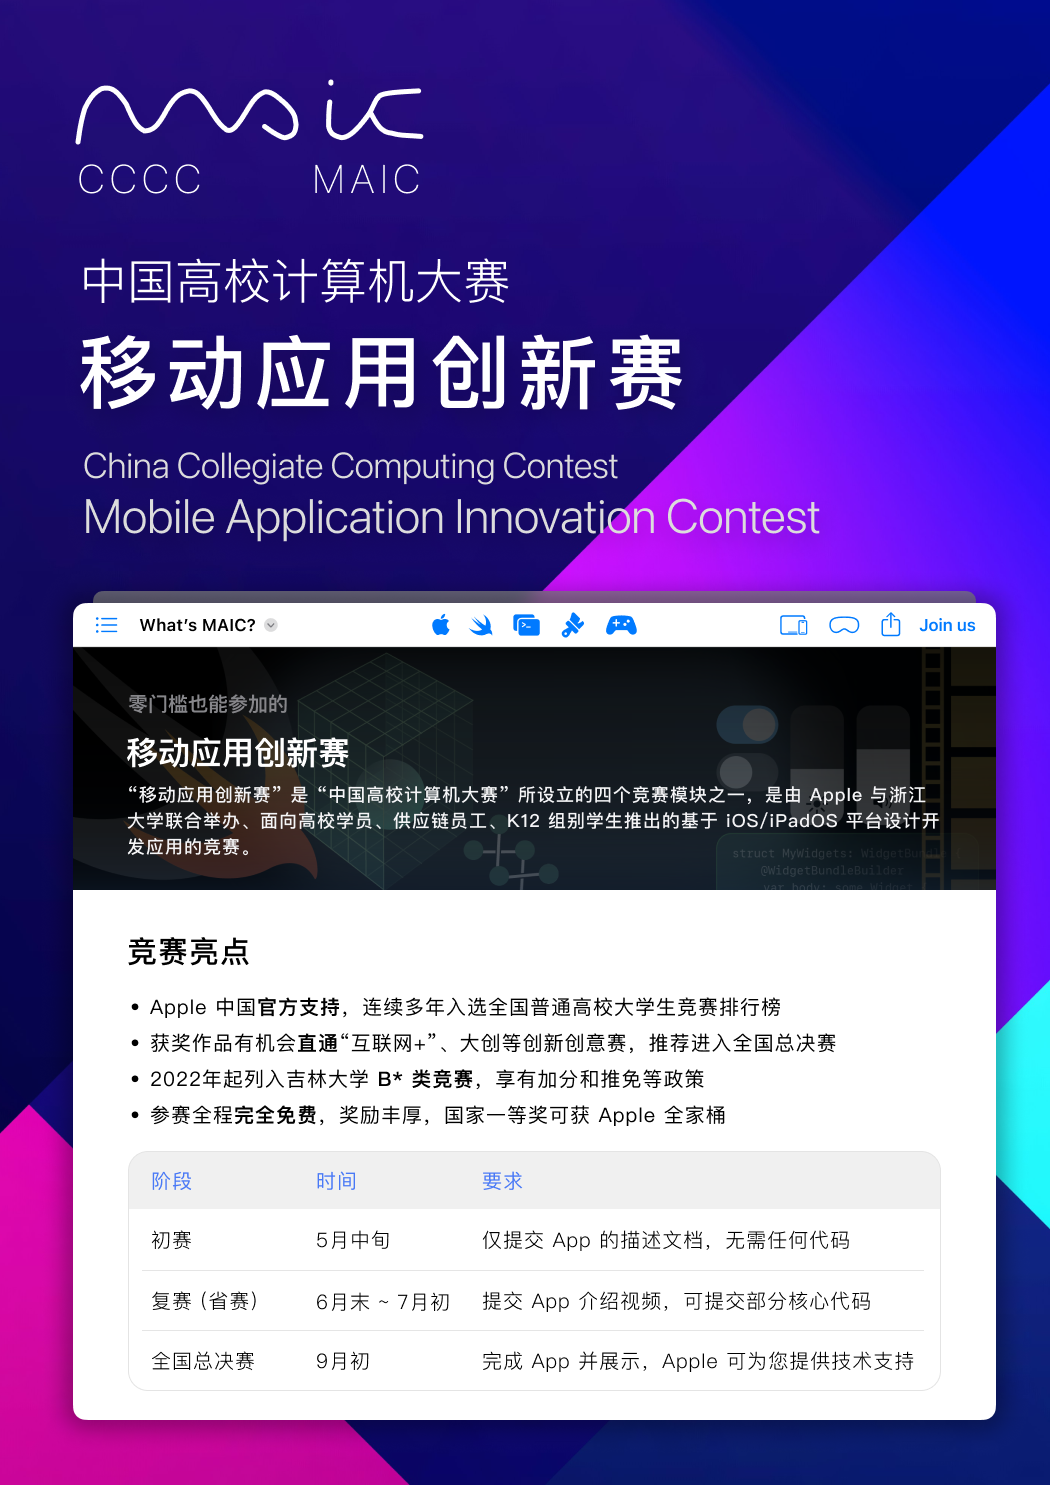 maic
CCCC MAIC
中国高校计算机大赛
移动应用创新赛
China Collegiate Computing Contest
Mobile Application Innovation Contest
What's MAIC? Join us
零门槛也能参加的
移动应用创新赛
“移动应用创新赛”是“中国高校计算机大赛”所设立的四个竞赛模块之一，是由 Apple 与浙江
大学联合举办、面向高校学员、供应链员工、K12 组别学生推出的基于 iOS/iPadOS 平台设计开
发应用的竞赛。
struct MyWidgets: WidgetBundle
@WidgetBundleBuilder
var body: some Widget
竞赛亮点
• Apple 中国官方支持，连续多年入选全国普通高校大学生竞赛排行榜
• 获奖作品有机会直通“互联网+”、大创等创新创意赛，推荐进入全国总决赛
• 2022年起列入吉林大学 B* 类竞赛，享有加分和推免等政策
• 参赛全程完全免费，奖励丰厚，国家一等奖可获 Apple 全家桶
阶段 时间 要求
初赛 5月中旬 仅提交 App 的描述文档，无需任何代码
复赛（省赛） 6月末 ~ 7月初 提交 App 介绍视频，可提交部分核心代码
全国总决赛 9月初 完成 App 并展示，Apple 可为您提供技术支持